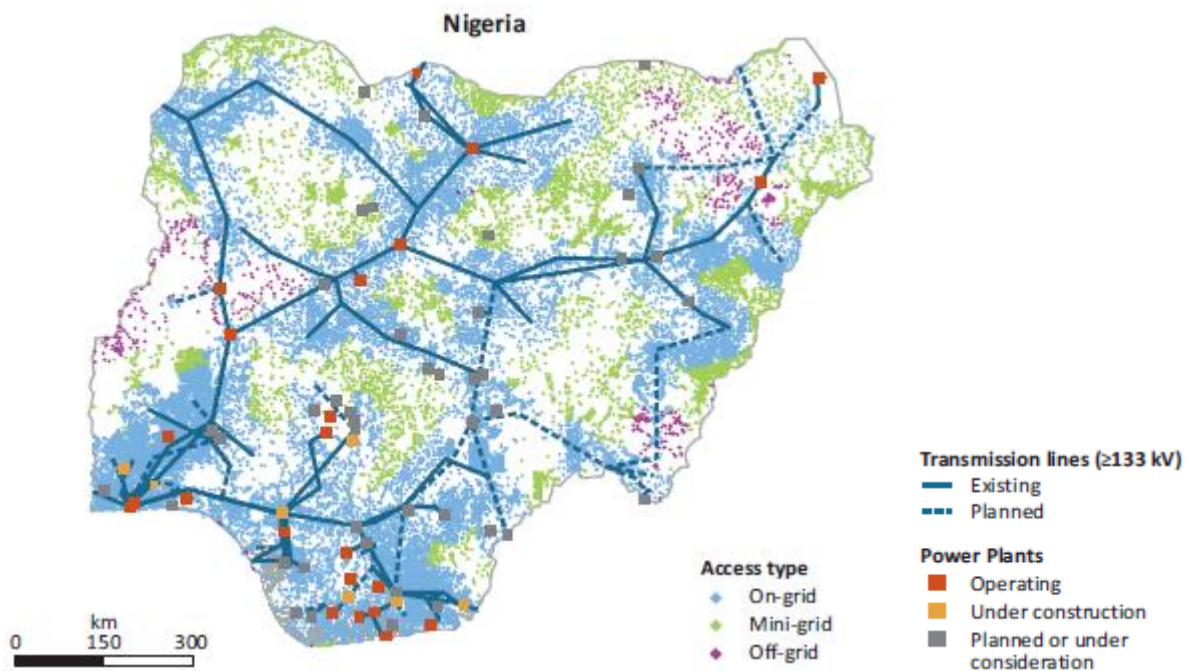 Nigeria
Transmission lines (≥133 kV)
Existing
Planned
Power Plants
Operating
Under construction
Planned or under
consideration
Access type
On-grid
Mini-grid
Off-grid
km
0 150 300